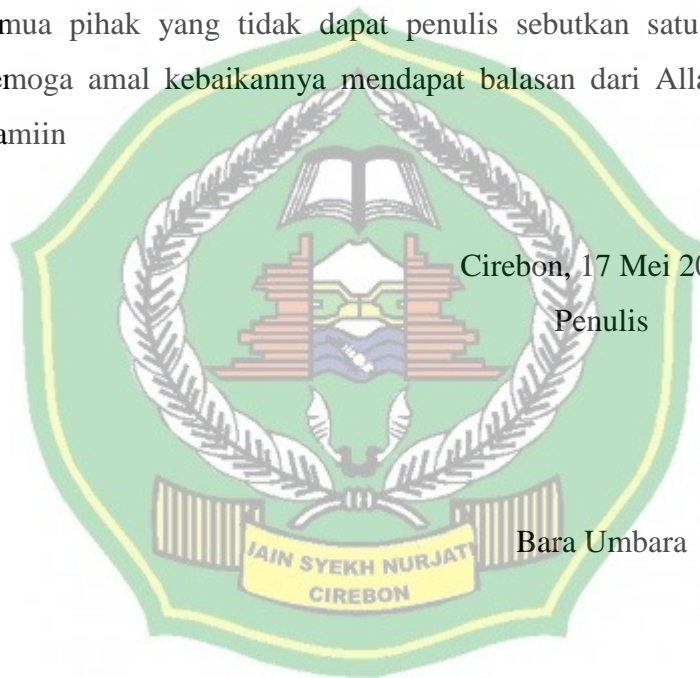 mua pihak yang tidak dapat penulis sebutkan satu
emoga amal kebaikannya mendapat balasan dari Alla
amiin
Cirebon, 17 Mei 20
Penulis
Bara Umbara
IAIN SYEKH NURJATI
CIREBON